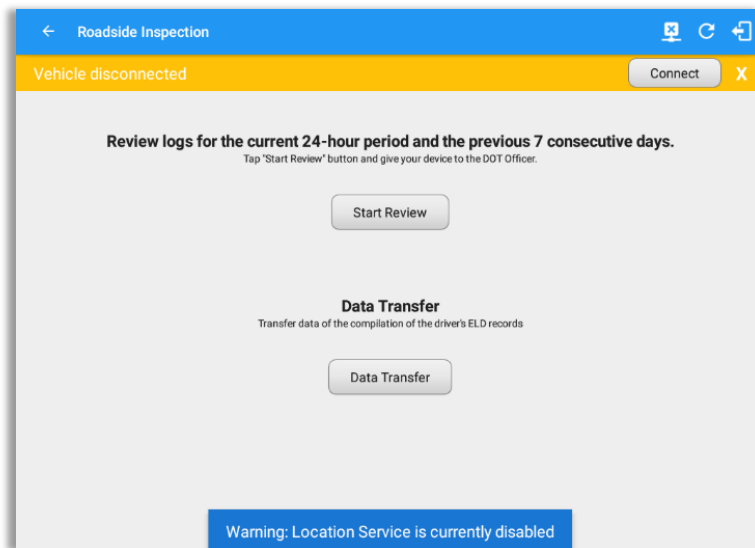 Roadside Inspection
Vehicle disconnected
Connect
X
Review logs for the current 24-hour period and the previous 7 consecutive days.
Tap "Start Review" button and give your device to the DOT Officer.
Start Review
Data Transfer
Transfer data of the compilation of the driver's ELD records
Data Transfer
Warning: Location Service is currently disabled